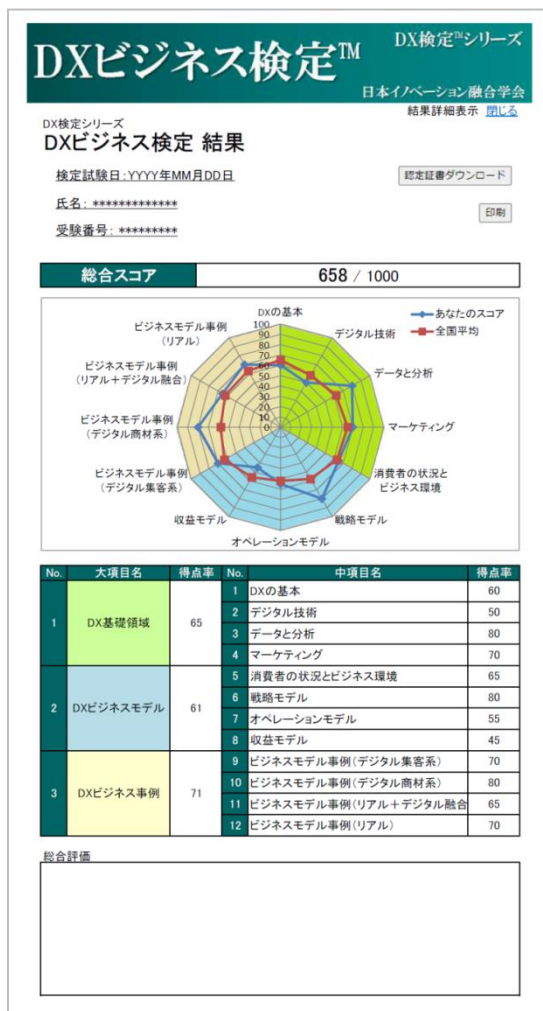 DXビジネス検定™
DX検定™シリーズ
日本イノベーション融合学会
結果詳細表示 閉じる
DX検定シリーズ
DXビジネス検定 結果
検定試験日:YYYY年MM月DD日
認定証書ダウンロード
氏名: *************
印刷
受験番号: *********
総合スコア 658 / 1000
DXの基本
デジタル技術
データと分析
マーケティング
消費者の状況と
ビジネス環境
戦略モデル
オペレーションモデル
収益モデル
ビジネスモデル事例
(デジタル集客系)
ビジネスモデル事例
(デジタル商材系)
ビジネスモデル事例
(リアル+デジタル融合)
ビジネスモデル事例
(リアル)
100
90
80
70
60
50
40
30
20
10
0
あなたのスコア
全国平均
No. 大項目名 得点率 No. 中項目名 得点率
1 DX基礎領域 65
1 DXの基本 60
2 デジタル技術 50
3 データと分析 80
4 マーケティング 70
2 DXビジネスモデル 61
5 消費者の状況とビジネス環境 65
6 戦略モデル 80
7 オペレーションモデル 55
8 収益モデル 45
3 DXビジネス事例 71
9 ビジネスモデル事例(デジタル集客系) 70
10 ビジネスモデル事例(デジタル商材系) 80
11 ビジネスモデル事例(リアル+デジタル融合 65
12 ビジネスモデル事例(リアル) 70
総合評価